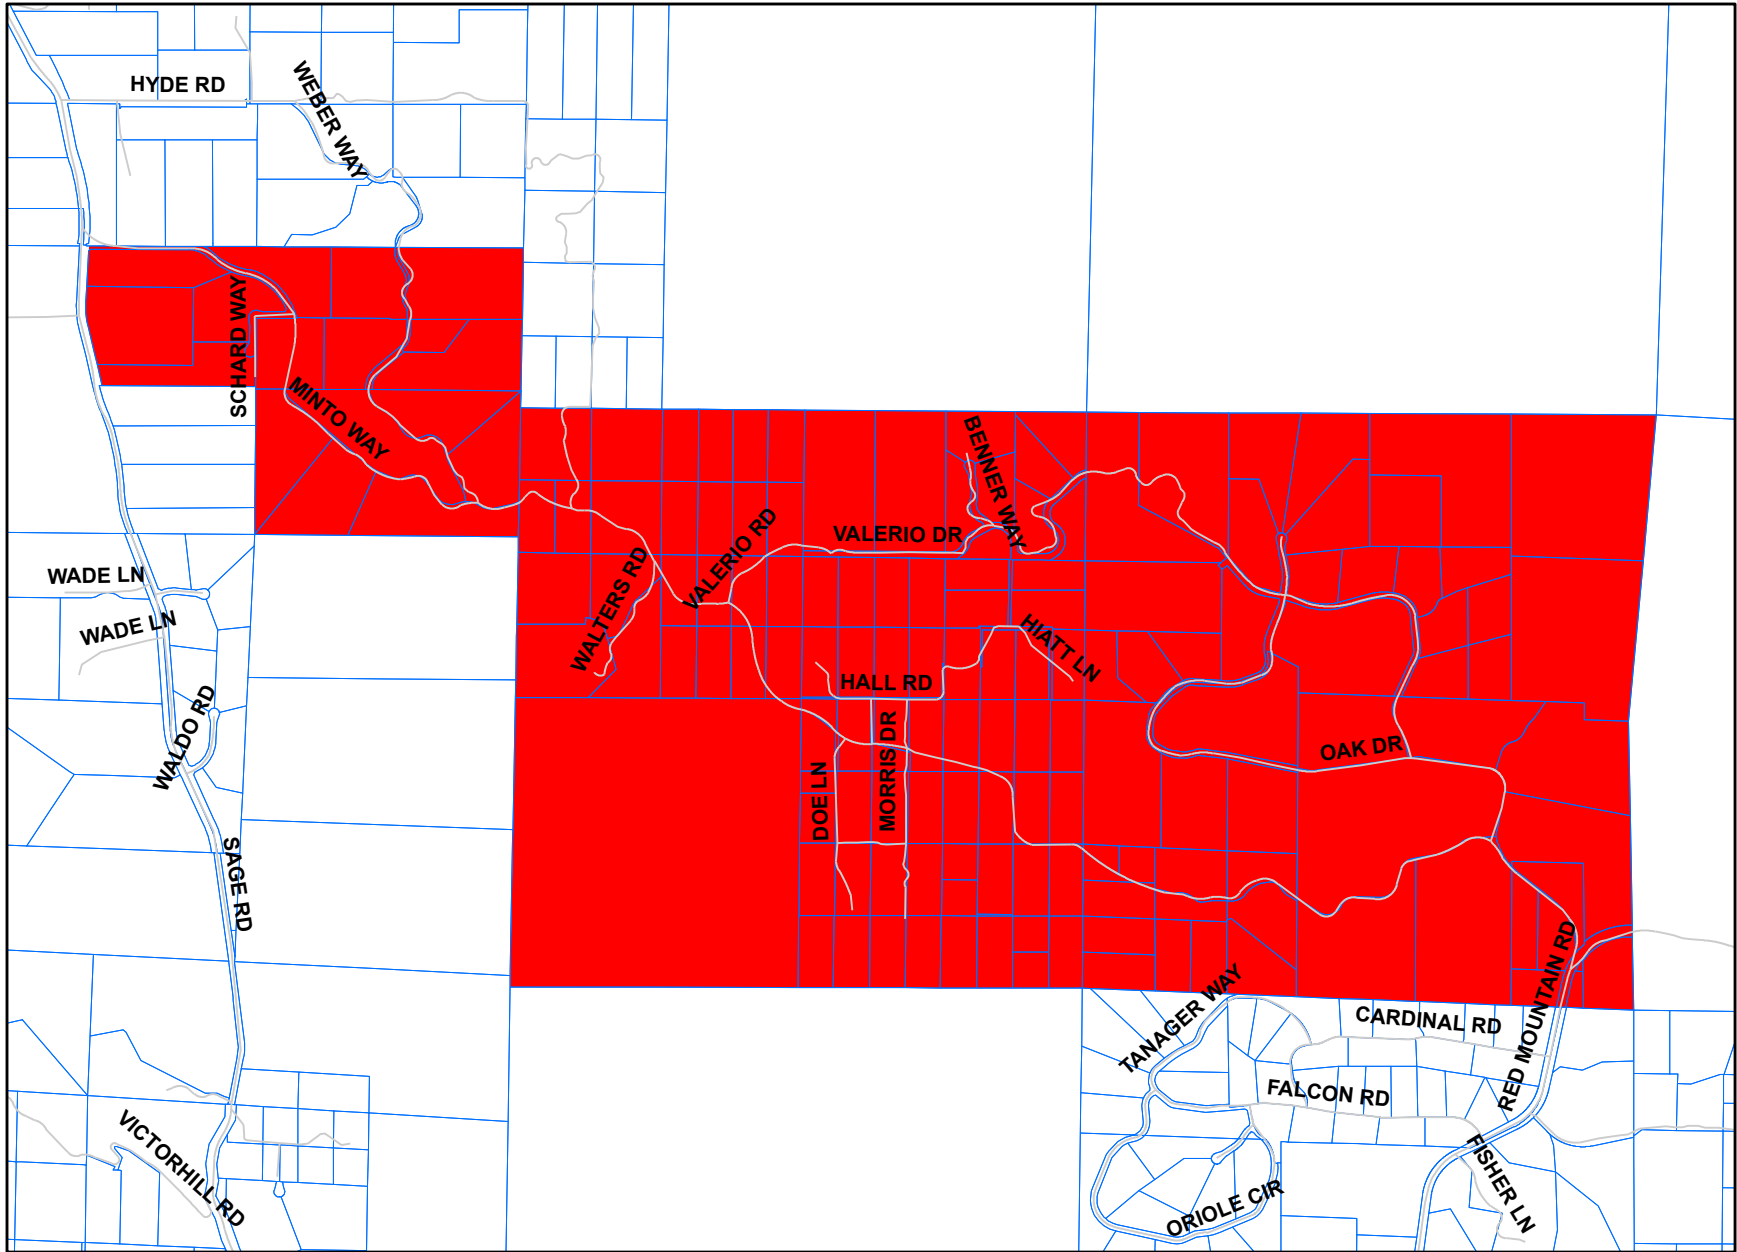 HYDE RD
WEBER WAY
SCHARD WAY
MINTO WAY
BENNER WAY
VALERIO RD
VALERIO DR
WALTERS RD
WADE LN
WADE LN
HIATT LN
HALL RD
WALDO RD
MORRIS DR
OAK DR
DOE LN
SAGE RD
RED MOUNTAIN RD
TANAGER WAY
CARDINAL RD
FALCON RD
VICTORHILL RD
FISHER LN
ORIOLE CIR